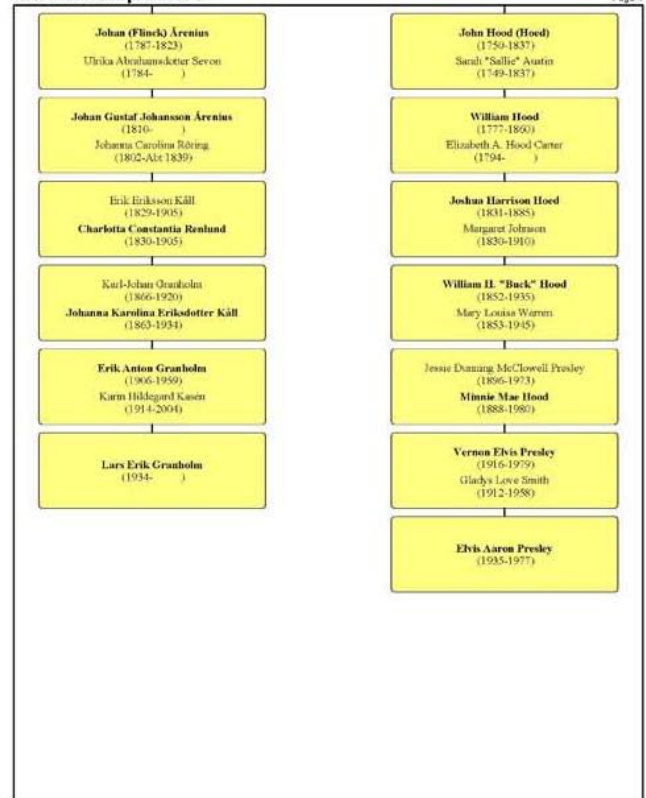 Johan (Flinck) Årenius
(1787-1823)
Ulrika Abrahamsdotter Sevon
(1784- )
Johan Gustaf Johansson Årenius
(1810- )
Johanna Carolina Röring
(1802-Abt 1839)
Erik Eriksson Käll
(1829-1905)
Charlotta Constantia Renlund
(1830-1905)
Karl-Johan Granholm
(1866-1920)
Johanna Karolina Eriksdotter Käll
(1863-1934)
Erik Anton Granholm
(1906-1959)
Karin Hildegard Kasén
(1914-2004)
Lars Erik Granholm
(1934- )
John Hood (Hoed)
(1750-1837)
Sarah "Sallie" Austin
(1749-1837)
William Hood
(1777-1860)
Elizabeth A. Hood Carter
(1794- )
Joshua Harrison Hoed
(1831-1885)
Margaret Johnson
(1830-1910)
William H. "Buck" Hood
(1852-1935)
Mary Louisa Warren
(1853-1945)
Jessie Dunning McClowell Presley
(1896-1973)
Minnie Mae Hood
(1888-1980)
Vernon Elvis Presley
(1916-1979)
Gladys Love Smith
(1912-1958)
Elvis Aaron Presley
(1935-1977)